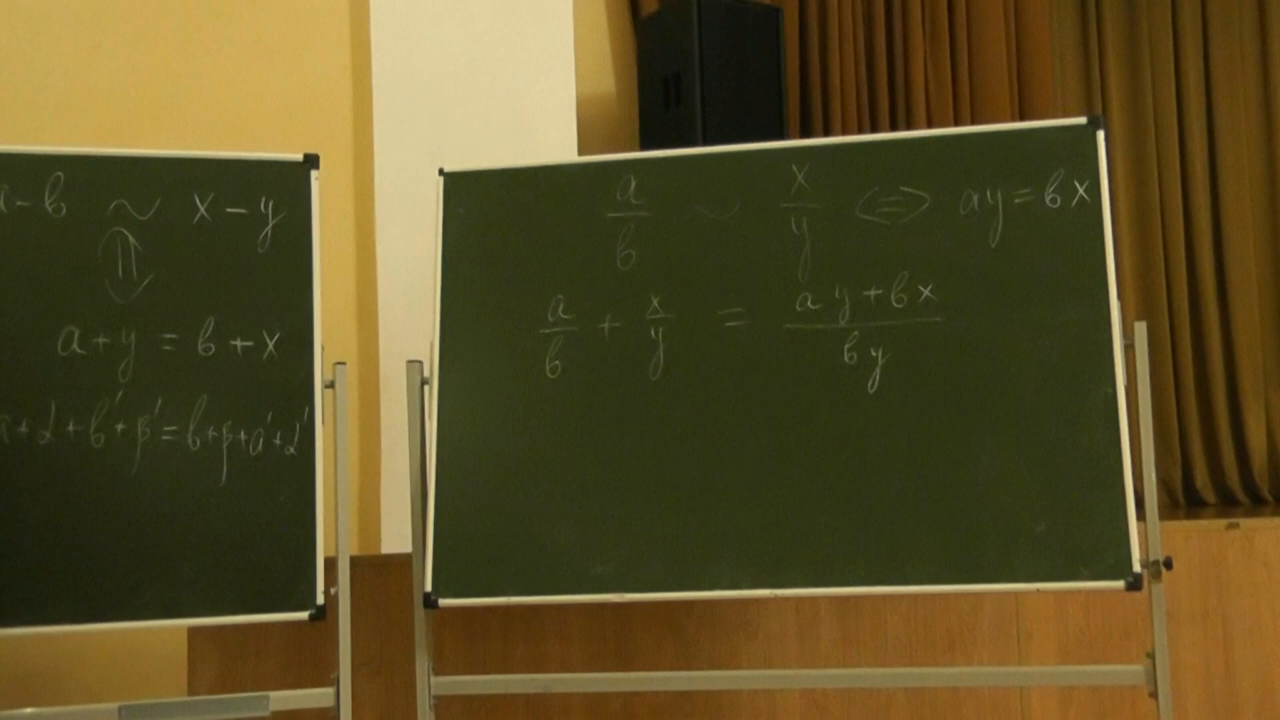 a-b ~ x-y
⇕
a+y = b+x
a+α+b'+β'=b+β+a'+α'
a/b ~ x/y ⇔ ay=bx
a/b + x/y = ay+bx/by